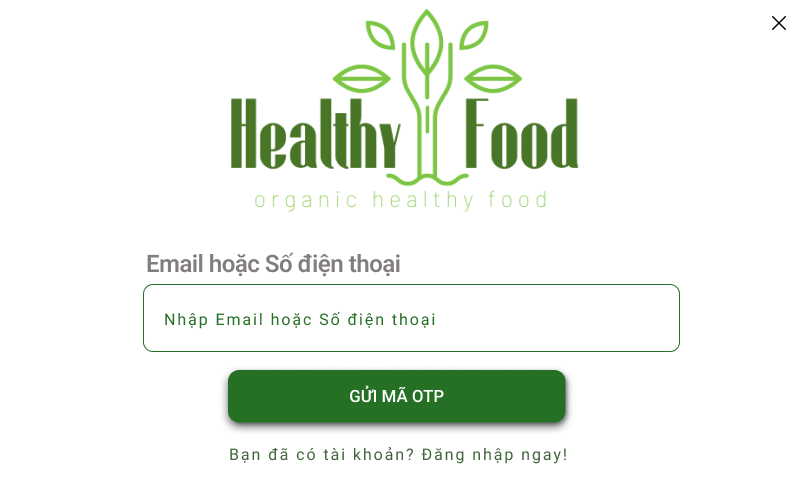 Healthy Food
organic healthy food
Email hoặc Số điện thoại
Nhập Email hoặc Số điện thoại
GỬI MÃ OTP
Bạn đã có tài khoản? Đăng nhập ngay!